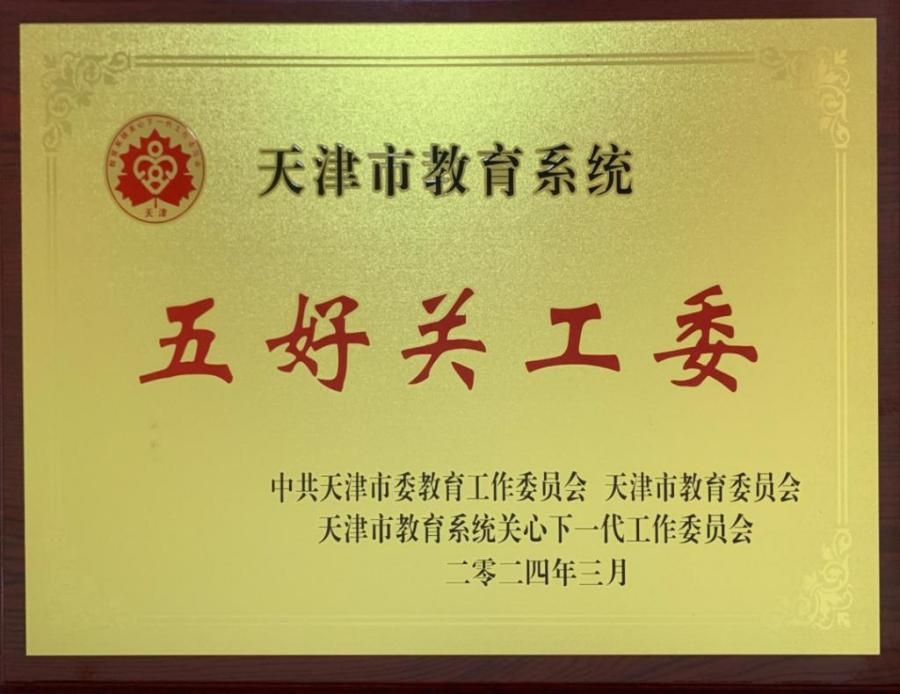 天津市教育系统
天津
五好关工委
中共天津市委教育工作委员会 天津市教育委员会
天津市教育系统关心下一代工作委员会
二零二四年三月